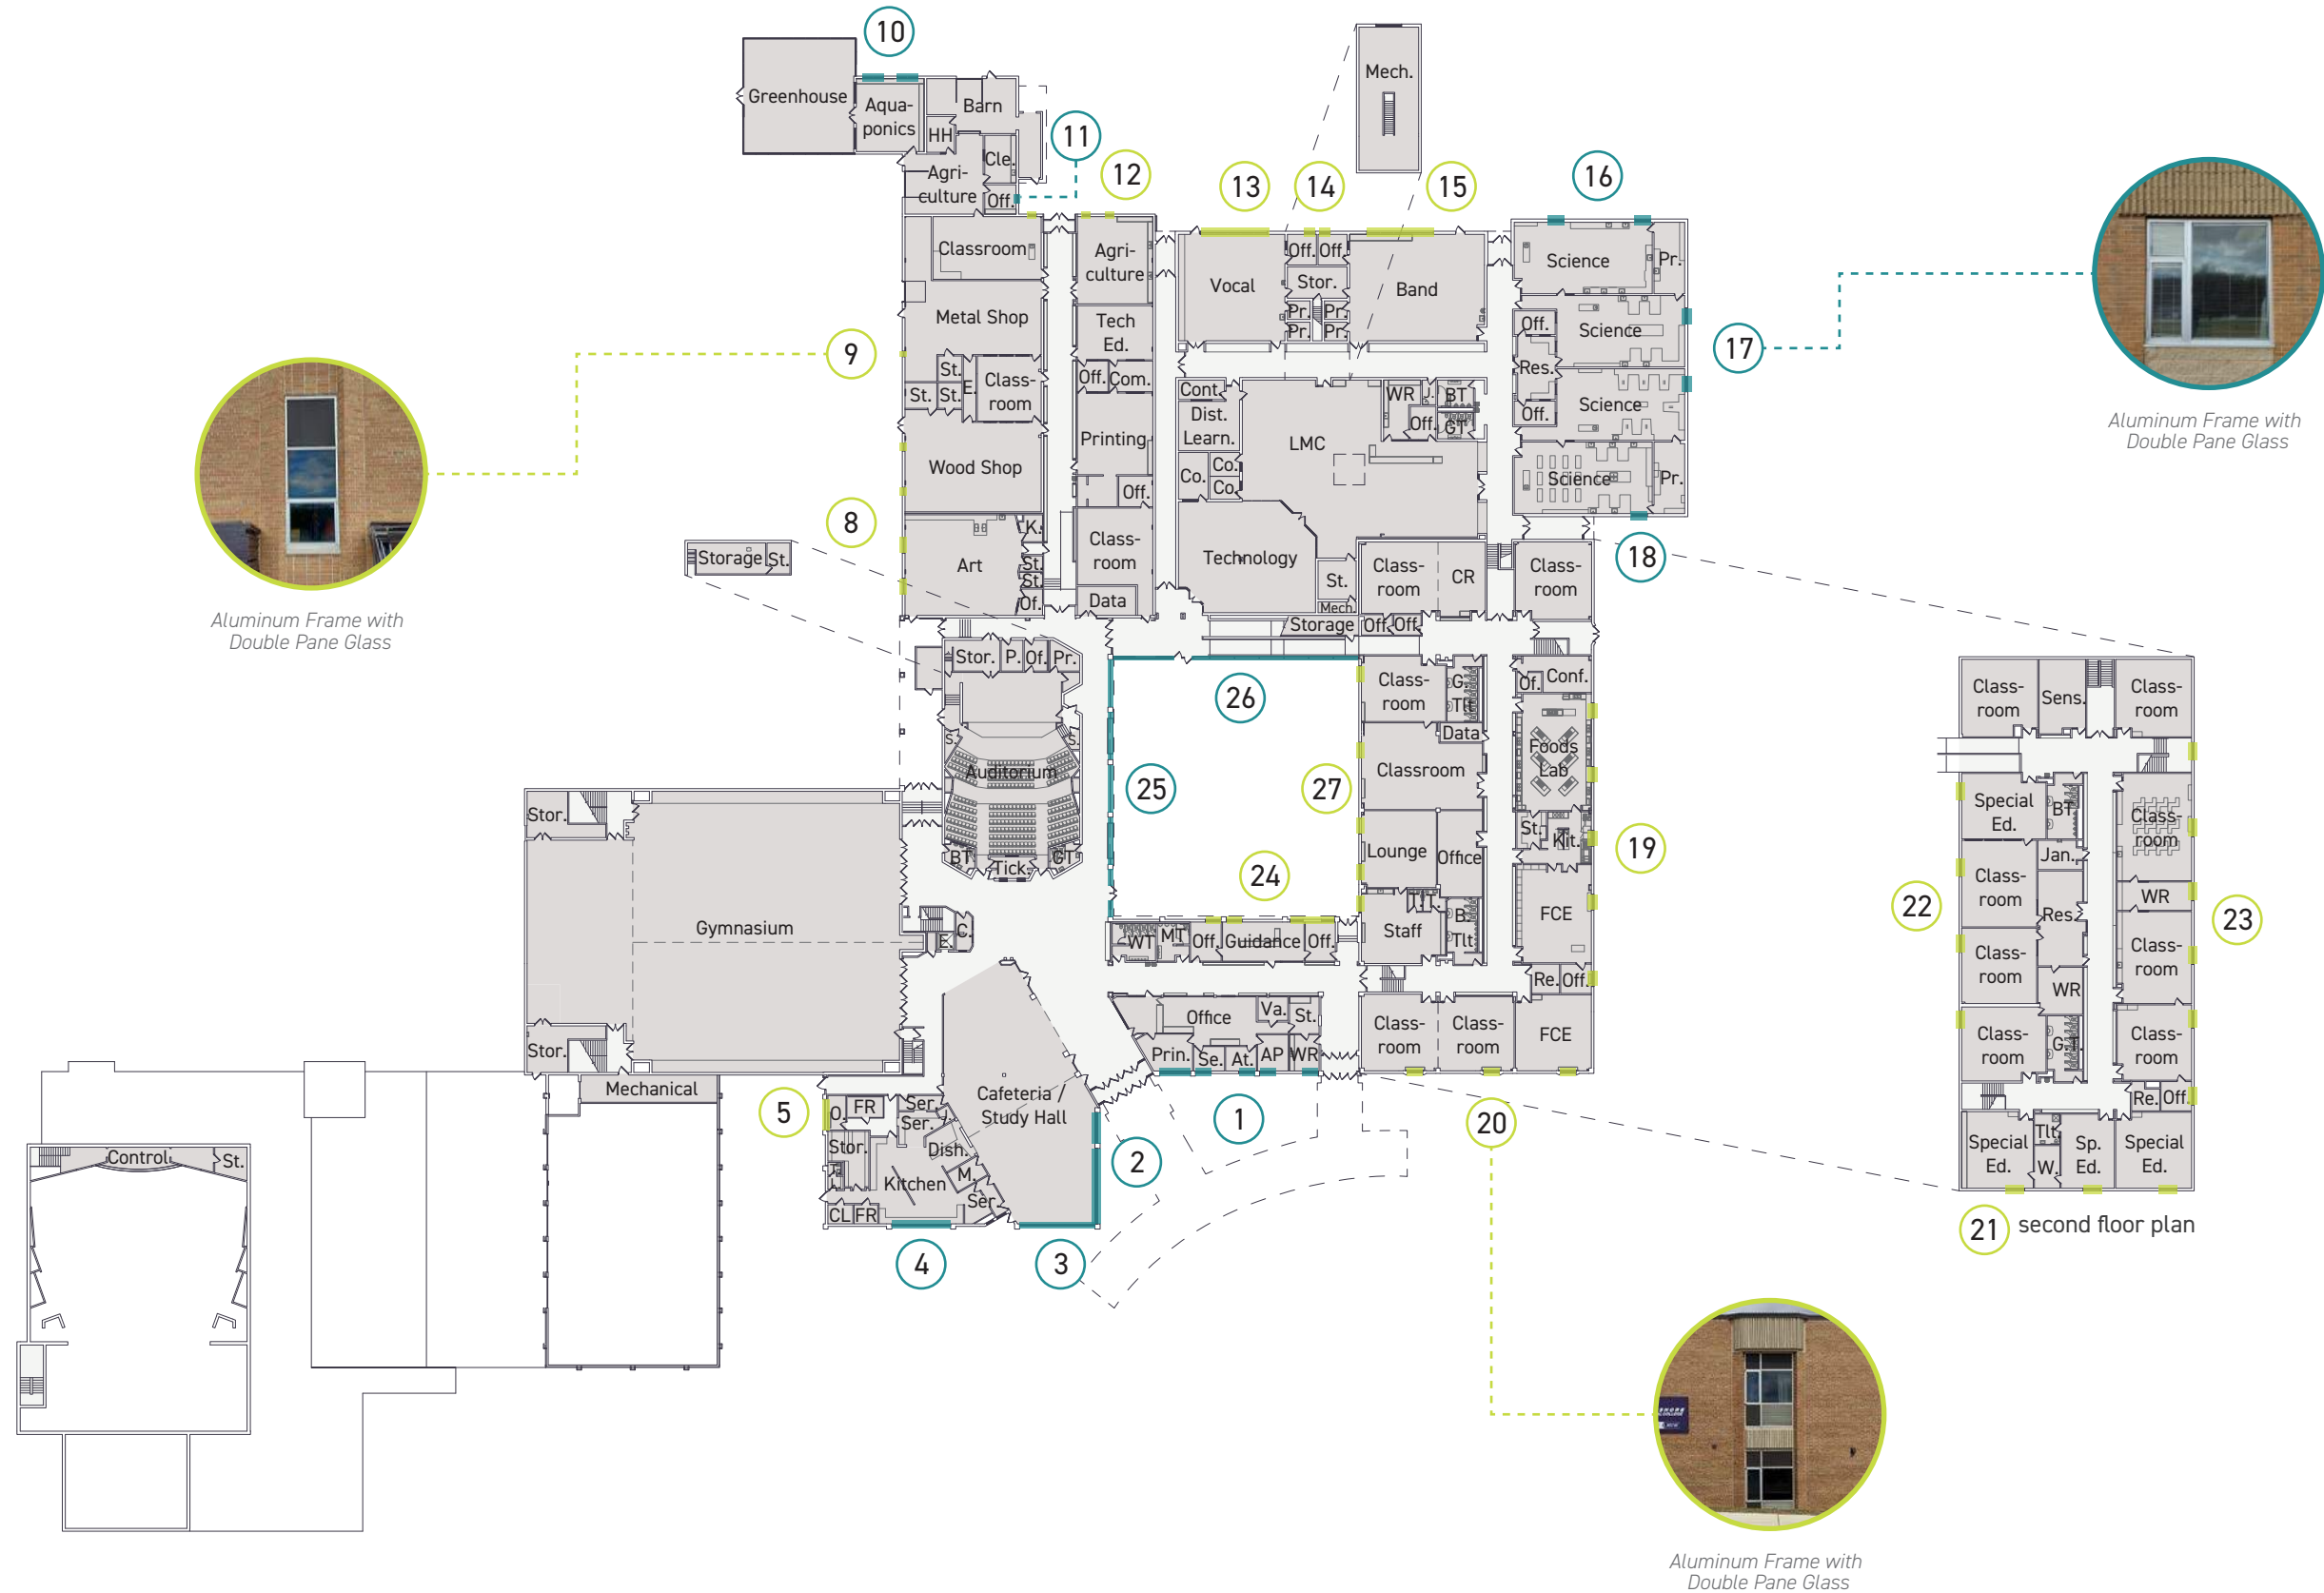 10
Mech.
Greenhouse
Aqua-
ponics
Barn
HH
11
Cle.
12
Agri-
culture
Off.
13
14
15
16
Classroom
Agri-
culture
Vocal
Off.
Off.
Stor.
Pr.
Pr.
Pr.
Pr.
Band
Science
Pr.
Metal Shop
Tech
Ed.
Off.
Science
17
9
St.
E.
Class-
room
Off.
Com.
Res.
St.
St.
Cont.
WR
J.
BT
Dist.
Learn.
Off.
GT
Off.
Science
Aluminum Frame with
Double Pane Glass
Printing
LMC
Wood Shop
Co.
Co.
Co.
Science
Pr.
Off.
8
K.
Class-
room
Technology
Art
St.
St.
Of.
Data
St.
Mech.
Class-
room
CR
Class-
room
18
Storage
St.
Aluminum Frame with
Double Pane Glass
Storage
Off.
Off.
Stor.
P.
Of.
Pr.
26
Class-
room
G.
Tlt.
Of.
Conf.
Class-
room
Sens.
Class-
room
S.
S.
Auditorium
25
27
Data
Classroom
Foods
Lab
Special
Ed.
BT
Class-
room
Stor.
BT
Tick.
GT
24
Lounge
Office
St.
Kit.
19
Jan.
Class-
room
WR
22
Res.
23
Gymnasium
E.
C.
WT
MT
Off.
Guidance
Off.
Staff
B.
Tlt.
FCE
Class-
room
Class-
room
Re.
Off.
WR
Stor.
Office
Va.
St.
Prin.
Se.
At.
AP
WR
Class-
room
Class-
room
FCE
Class-
room
Class-
room
Mechanical
5
O.
FR
Ser.
Ser.
Cafeteria /
Study Hall
1
20
Re.
Off.
Stor.
Dish.
2
Tlt.
Special
Ed.
W.
Sp.
Ed.
Special
Ed.
Control
St.
Kitchen
M.
Ser.
CL
FR
4
3
21
second floor plan
Aluminum Frame with
Double Pane Glass